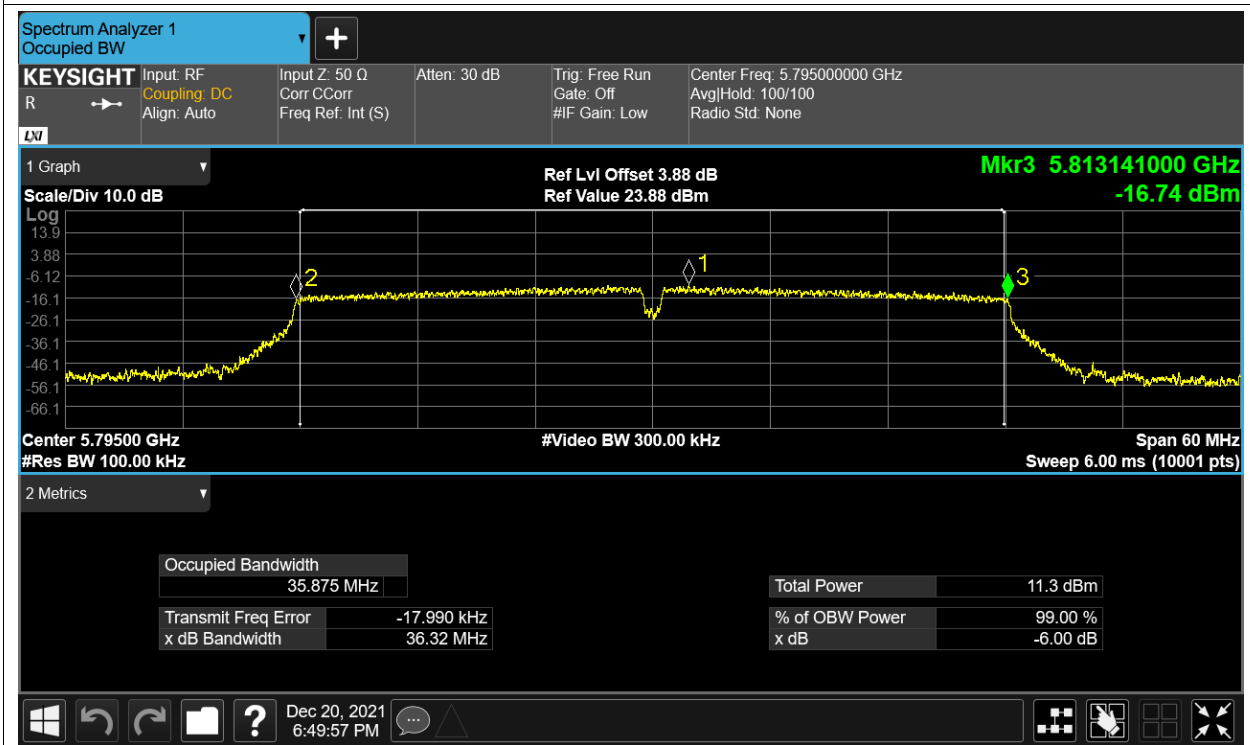 Spectrum Analyzer 1
Occupied BW
KEYSIGHT
R
LXI
Input: RF
Coupling: DC
Align: Auto
Input Z: 50 Ω
Corr CCorr
Freq Ref: Int (S)
Atten: 30 dB
Trig: Free Run
Gate: Off
#IF Gain: Low
Center Freq: 5.795000000 GHz
Avg|Hold: 100/100
Radio Std: None
1 Graph
Scale/Div 10.0 dB
Ref Lvl Offset 3.88 dB
Ref Value 23.88 dBm
Mkr3 5.813141000 GHz
-16.74 dBm
Log
13.9
3.88
-6.12
-16.1
-26.1
-36.1
-46.1
-56.1
-66.1
2
1
3
Center 5.79500 GHz
#Res BW 100.00 kHz
#Video BW 300.00 kHz
Span 60 MHz
Sweep 6.00 ms (10001 pts)
2 Metrics
Occupied Bandwidth
35.875 MHz
Transmit Freq Error -17.990 kHz
x dB Bandwidth 36.32 MHz
Total Power 11.3 dBm
% of OBW Power 99.00 %
x dB -6.00 dB
?
Dec 20, 2021
6:49:57 PM